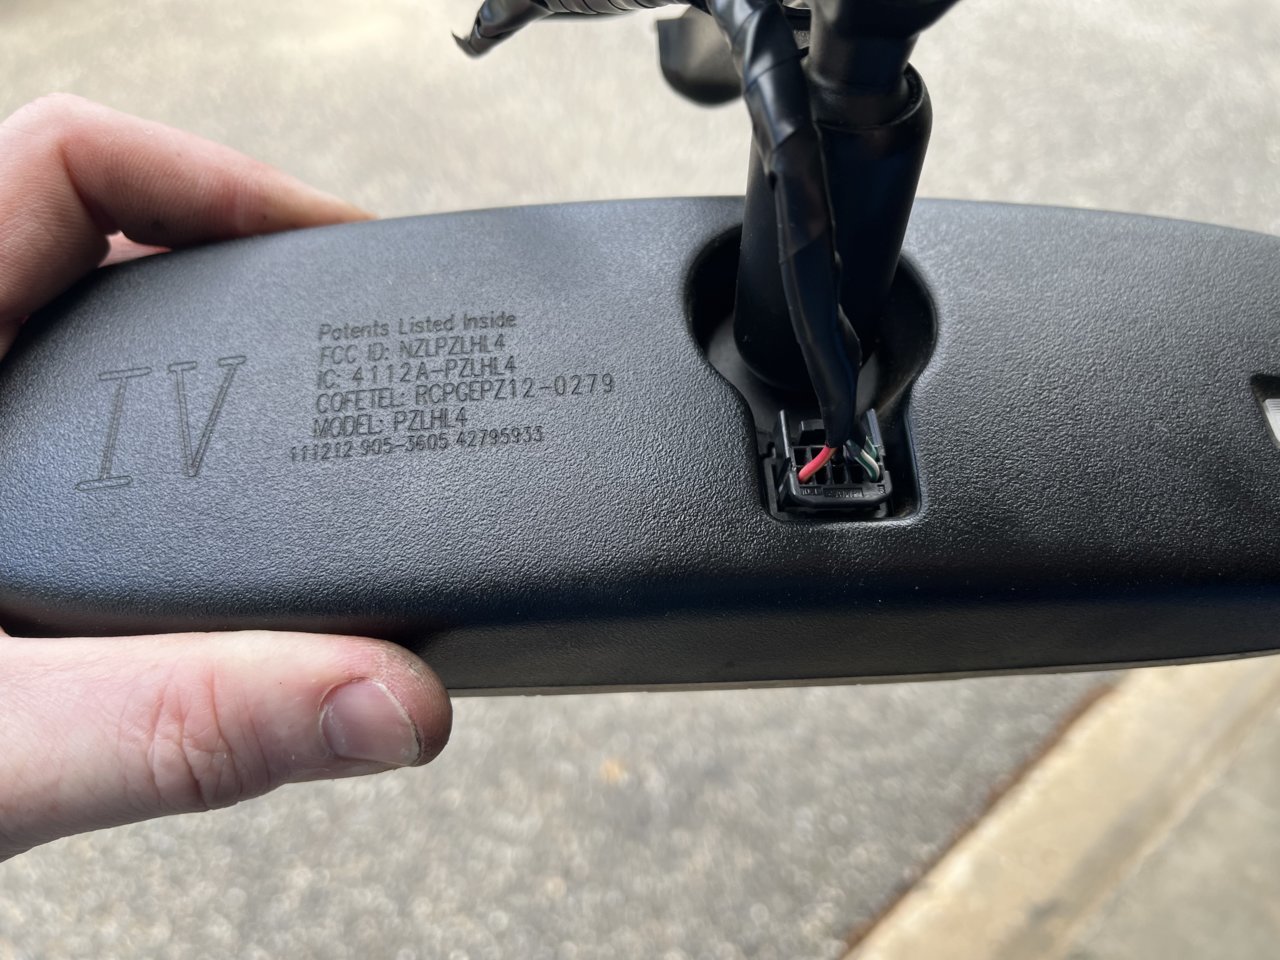 IV
Patents Listed Inside
FCC ID: NZLPZLHL4
IC: 4112A-PZLHL4
COFETEL: RCPGEPZ12-0279
MODEL: PZLHL4
111212 905-3605 42795933